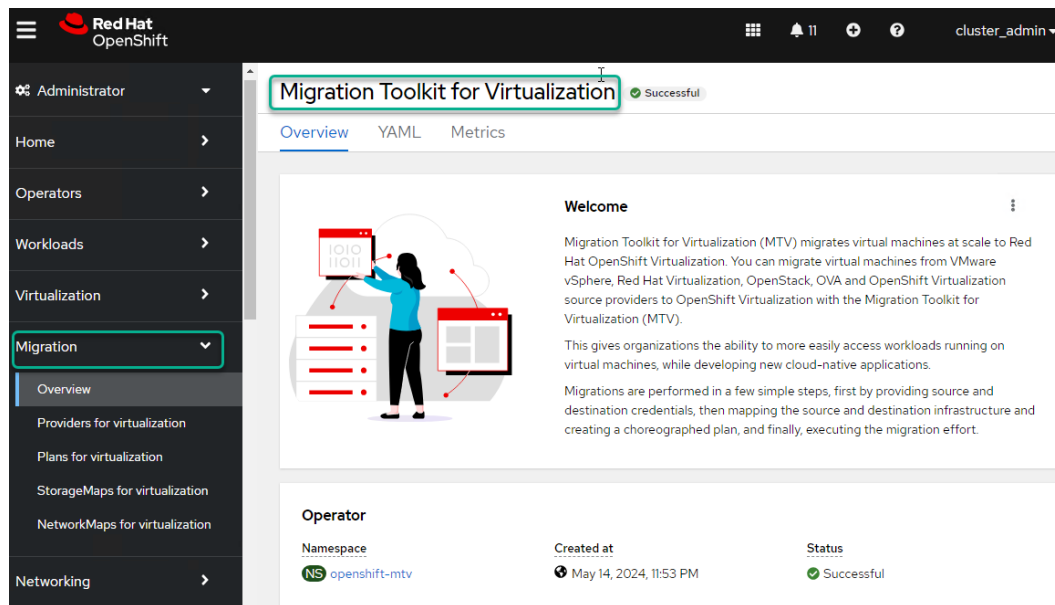 Red Hat
OpenShift
11
cluster_admin
Administrator
Home
Operators
Workloads
Virtualization
Migration
Overview
Providers for virtualization
Plans for virtualization
StorageMaps for virtualization
NetworkMaps for virtualization
Networking
Migration Toolkit for Virtualization
Successful
Overview YAML Metrics
1010
11011
Welcome
Migration Toolkit for Virtualization (MTV) migrates virtual machines at scale to Red
Hat OpenShift Virtualization. You can migrate virtual machines from VMware
vSphere, Red Hat Virtualization, OpenStack, OVA and OpenShift Virtualization
source providers to OpenShift Virtualization with the Migration Toolkit for
Virtualization (MTV).
This gives organizations the ability to more easily access workloads running on
virtual machines, while developing new cloud-native applications.
Migrations are performed in a few simple steps, first by providing source and
destination credentials, then mapping the source and destination infrastructure and
creating a choreographed plan, and finally, executing the migration effort.
Operator
Namespace Created at Status
NS openshift-mtv May 14, 2024, 11:53 PM Successful